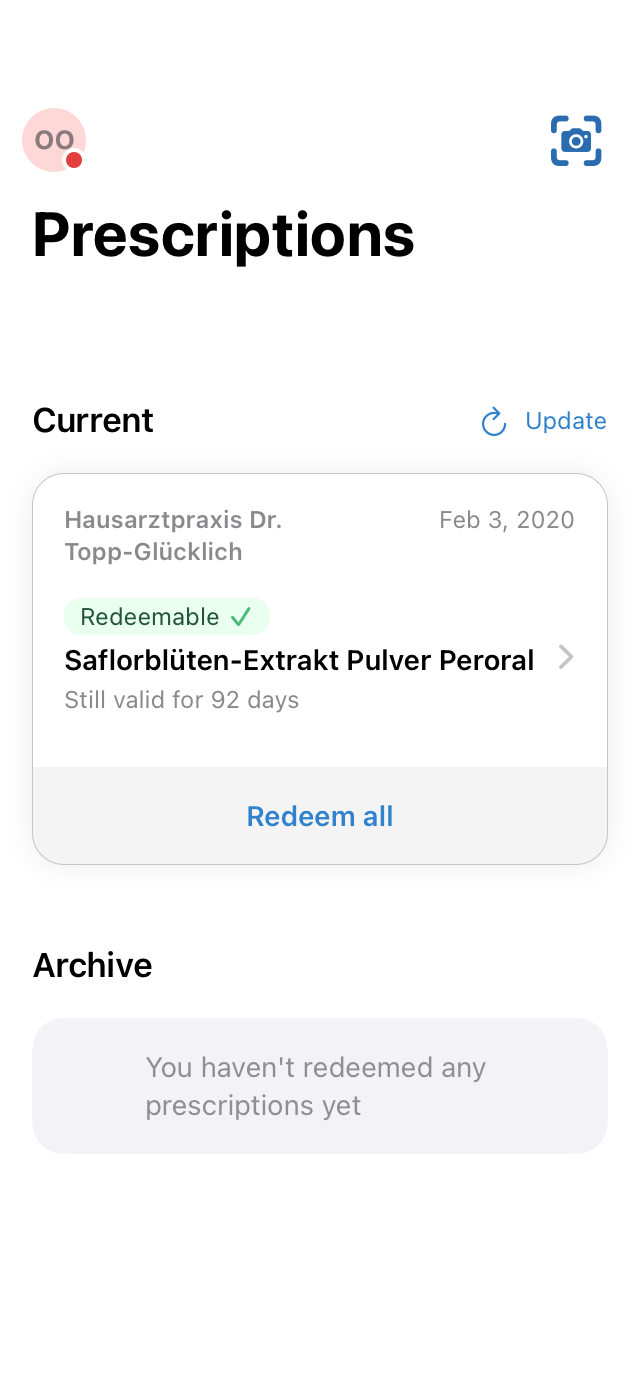 OO
Prescriptions
Current
Update
Hausarztpraxis Dr.
Topp-Glücklich
Feb 3, 2020
Redeemable
Saflorblüten-Extrakt Pulver Peroral
Still valid for 92 days
Redeem all
Archive
You haven't redeemed any
prescriptions yet